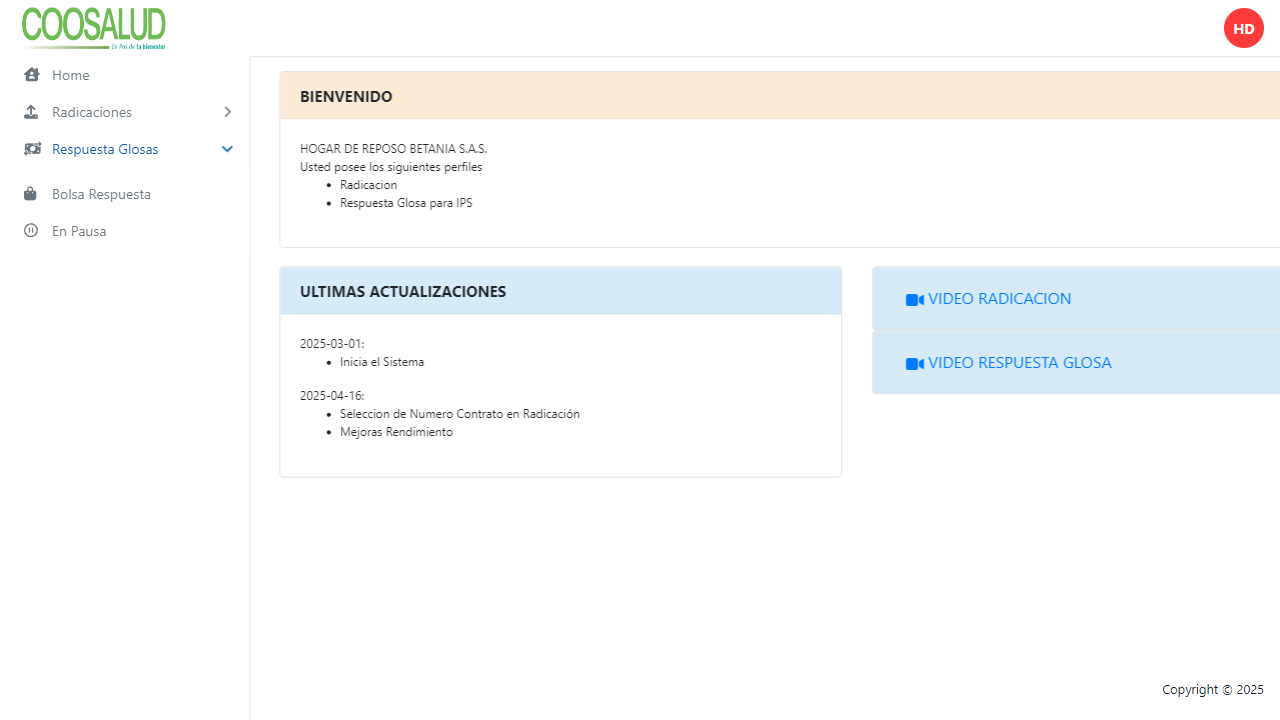 COOSALUD
En Pos de tu bienestar
HD
Home
Radicaciones
Respuesta Glosas
Bolsa Respuesta
En Pausa
BIENVENIDO
HOGAR DE REPOSO BETANIA S.A.S.
Usted posee los siguientes perfiles
Radicacion
Respuesta Glosa para IPS
ULTIMAS ACTUALIZACIONES
2025-03-01:
Inicia el Sistema
2025-04-16:
Seleccion de Numero Contrato en Radicación
Mejoras Rendimiento
VIDEO RADICACION
VIDEO RESPUESTA GLOSA
Copyright © 2025